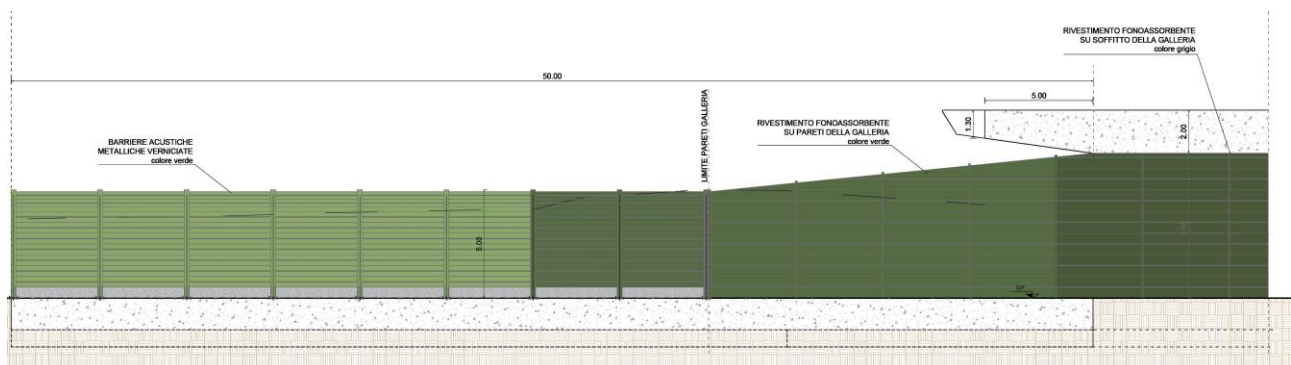 RIVESTIMENTO FONOASSORBENTE
SU SOFFITTO DELLA GALLERIA
colore grigio
50.00
5.00
LIMITE PARETI GALLERIA
1.30
2.00
RIVESTIMENTO FONOASSORBENTE
SU PARETI DELLA GALLERIA
colore verde
BARRIERE ACUSTICHE
METALLICHE VERNICIATE
colore verde
5.00